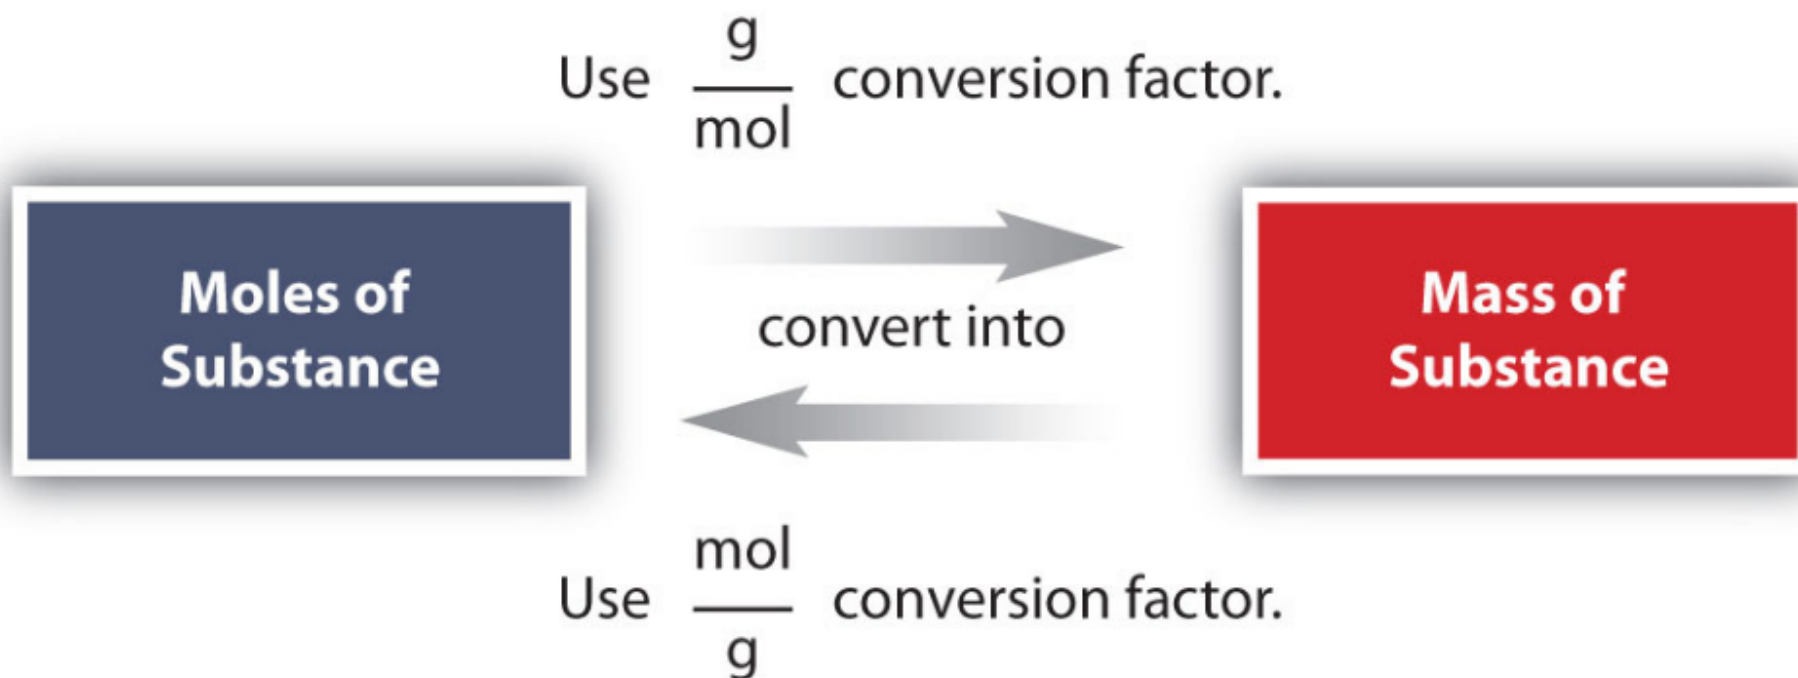 Use g/mol conversion factor.
Moles of
Substance
convert into
Mass of
Substance
Use mol/g conversion factor.